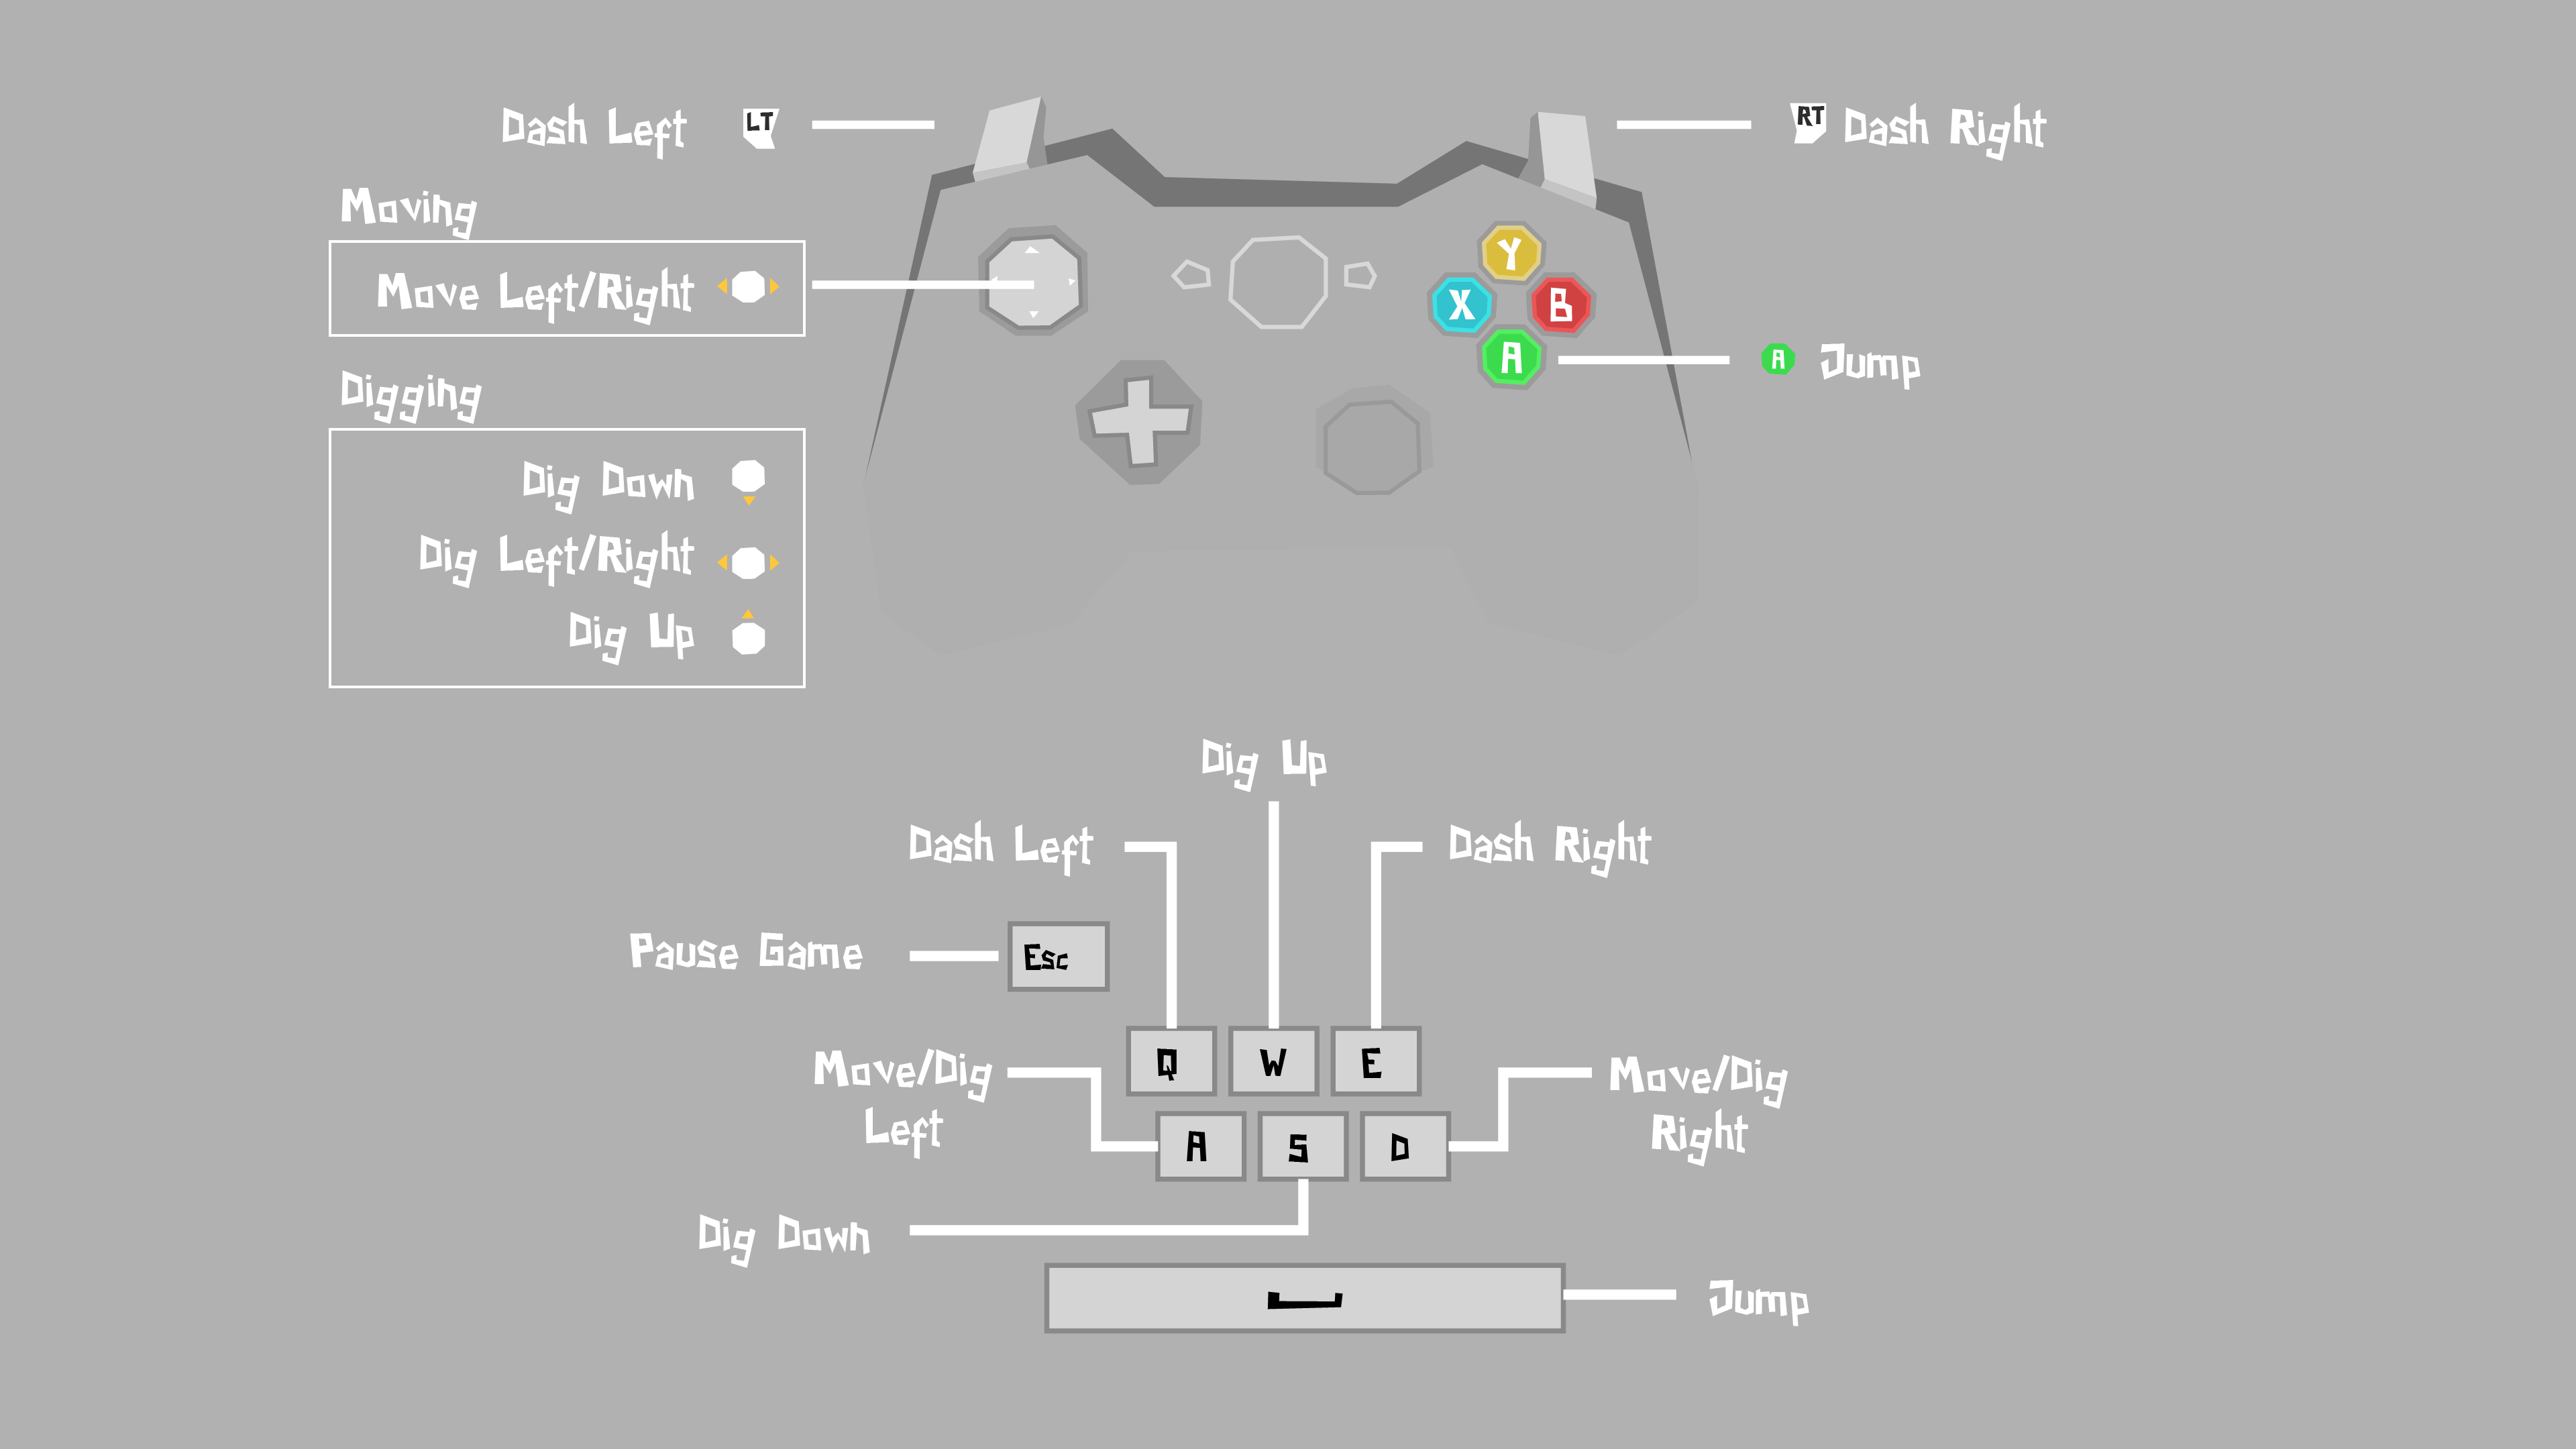 Dash Left LT
RT Dash Right
Moving
Move Left/Right
Y
X B
A
A Jump
Digging
Dig Down
Dig Left/Right
Dig Up
Dig Up
Dash Left
Dash Right
Pause Game
Esc
Q W E
Move/Dig
Left
Move/Dig
Right
A S D
Dig Down
Jump